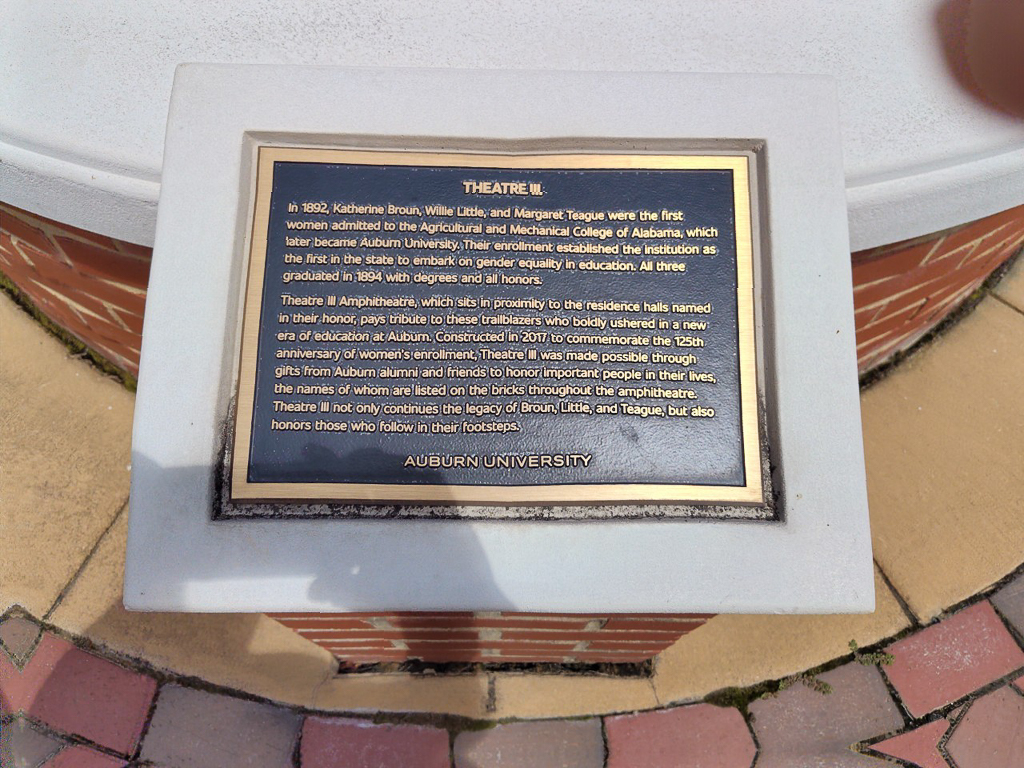 THEATRE III
In 1892, Katherine Broun, Willie Little, and Margaret Teague were the first
women admitted to the Agricultural and Mechanical College of Alabama, which
later became Auburn University. Their enrollment established the institution as
the first in the state to embark on gender equality in education. All three
graduated in 1894 with degrees and all honors.
Theatre III Amphitheatre, which sits in proximity to the residence halls named
in their honor, pays tribute to these trailblazers who boldly ushered in a new
era of education at Auburn. Constructed in 2017 to commemorate the 125th
anniversary of women's enrollment, Theatre III was made possible through
gifts from Auburn alumni and friends to honor important people in their lives,
the names of whom are listed on the bricks throughout the amphitheatre.
Theatre III not only continues the legacy of Broun, Little, and Teague, but also
honors those who follow in their footsteps.
AUBURN UNIVERSITY